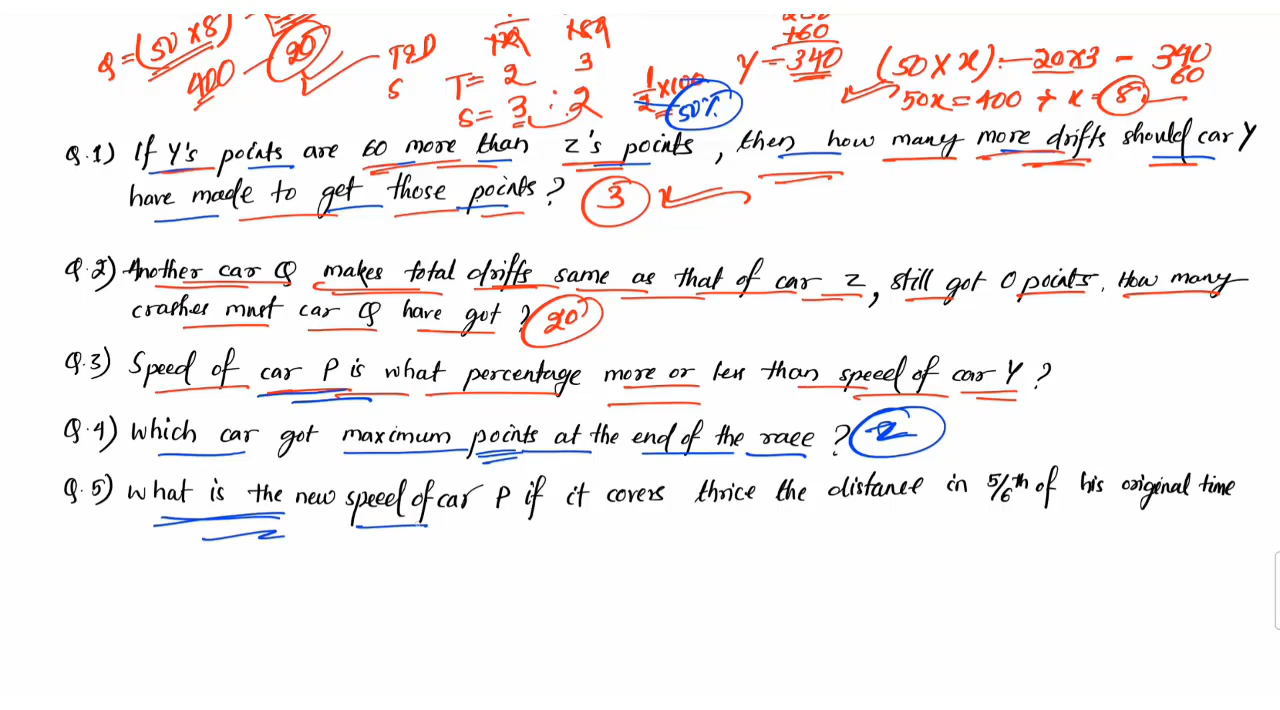 Q = (50 x 8)
400 20
T & D
S
T = 2 3
S = 3 : 2
1/2 x 100
50%
+60
Y = 340 (50 x x) - 20 x 3 - 340
60
50x = 400 + x = 8
Q.1) If Y's points are 60 more than Z's points, then how many more drifts should car Y
have made to get those points? 3
Q.2) Another car Q makes total driffs same as that of car Z, still got 0 points. How many
crashes must car Q have got? 20
Q.3) Speed of car P is what percentage more or less than speed of car Y?
Q.4) Which car got maximum points at the end of the race? Z
Q.5) What is the new speed of car P if it covers thrice the distance in 5/6th of his original time